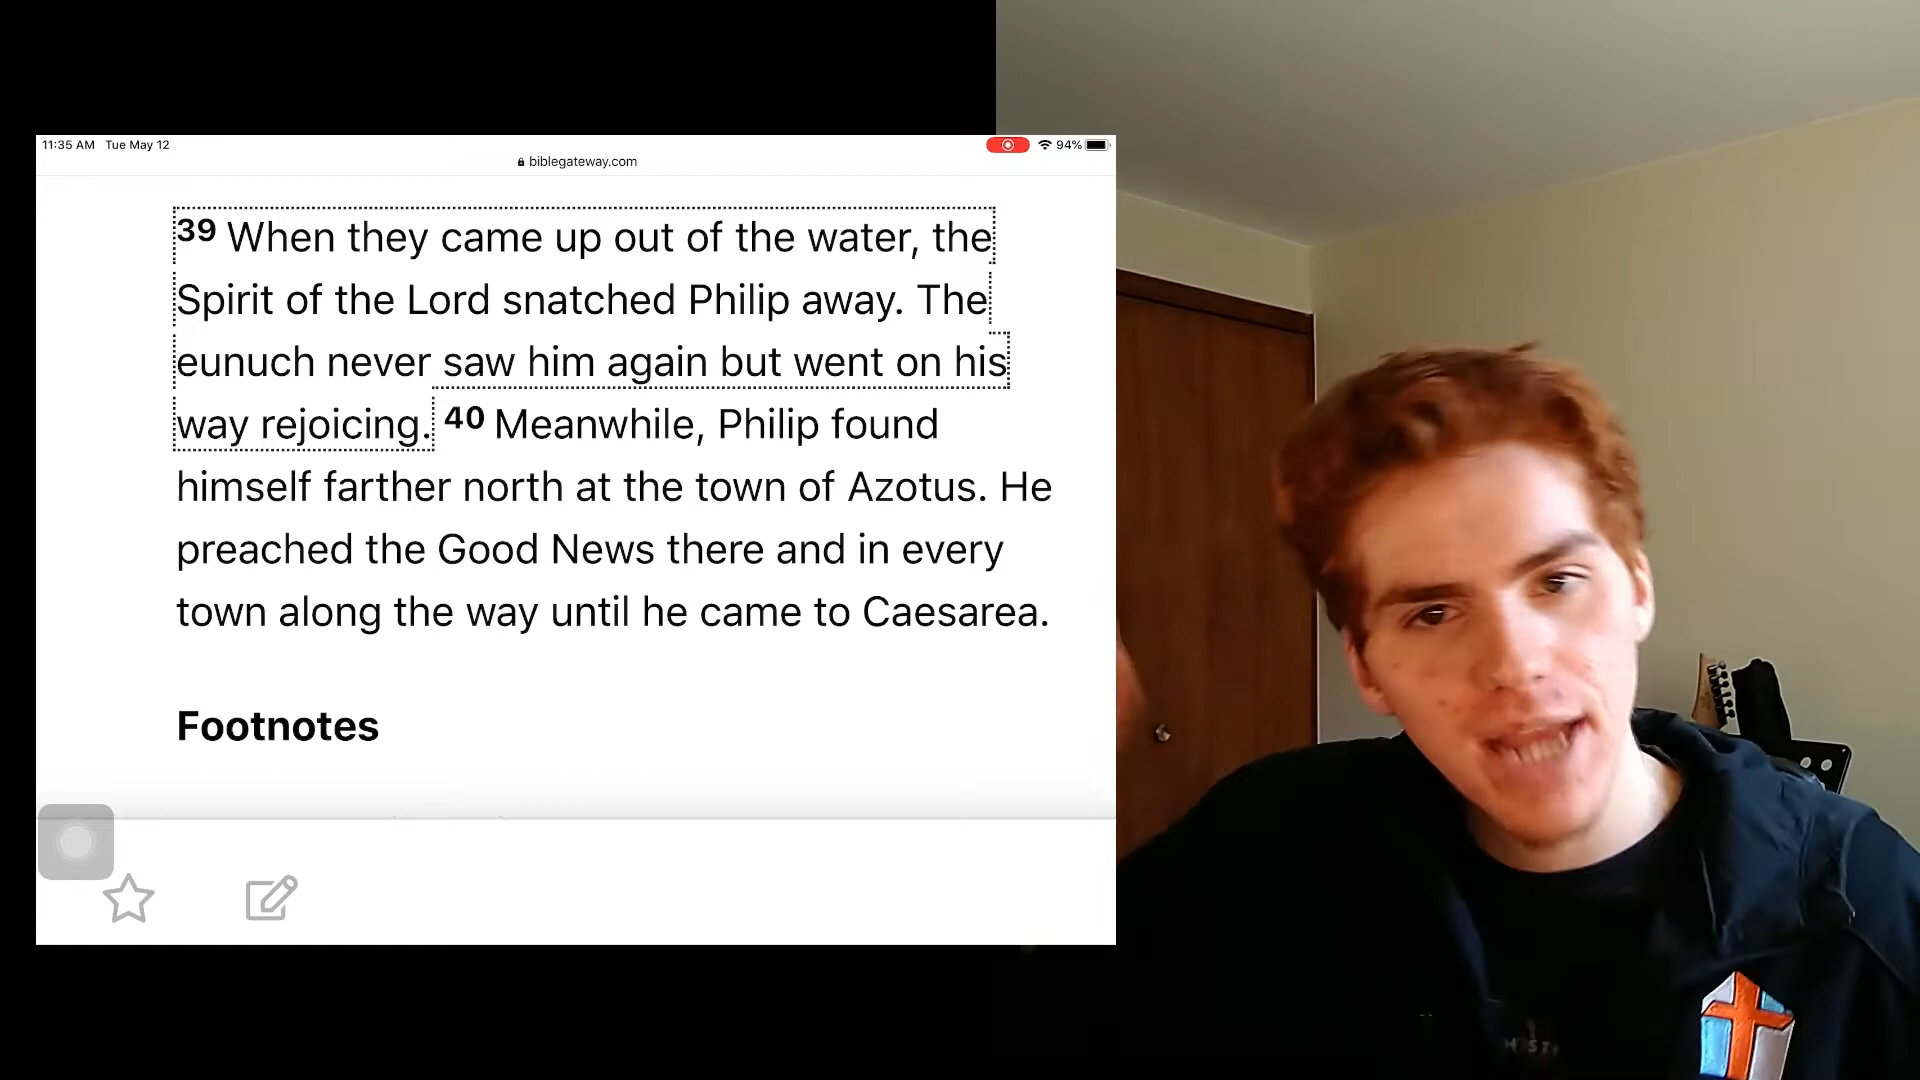 11:35 AM Tue May 12
94%
biblegateway.com
39 When they came up out of the water, the
Spirit of the Lord snatched Philip away. The
eunuch never saw him again but went on his
way rejoicing. 40 Meanwhile, Philip found
himself farther north at the town of Azotus. He
preached the Good News there and in every
town along the way until he came to Caesarea.
Footnotes